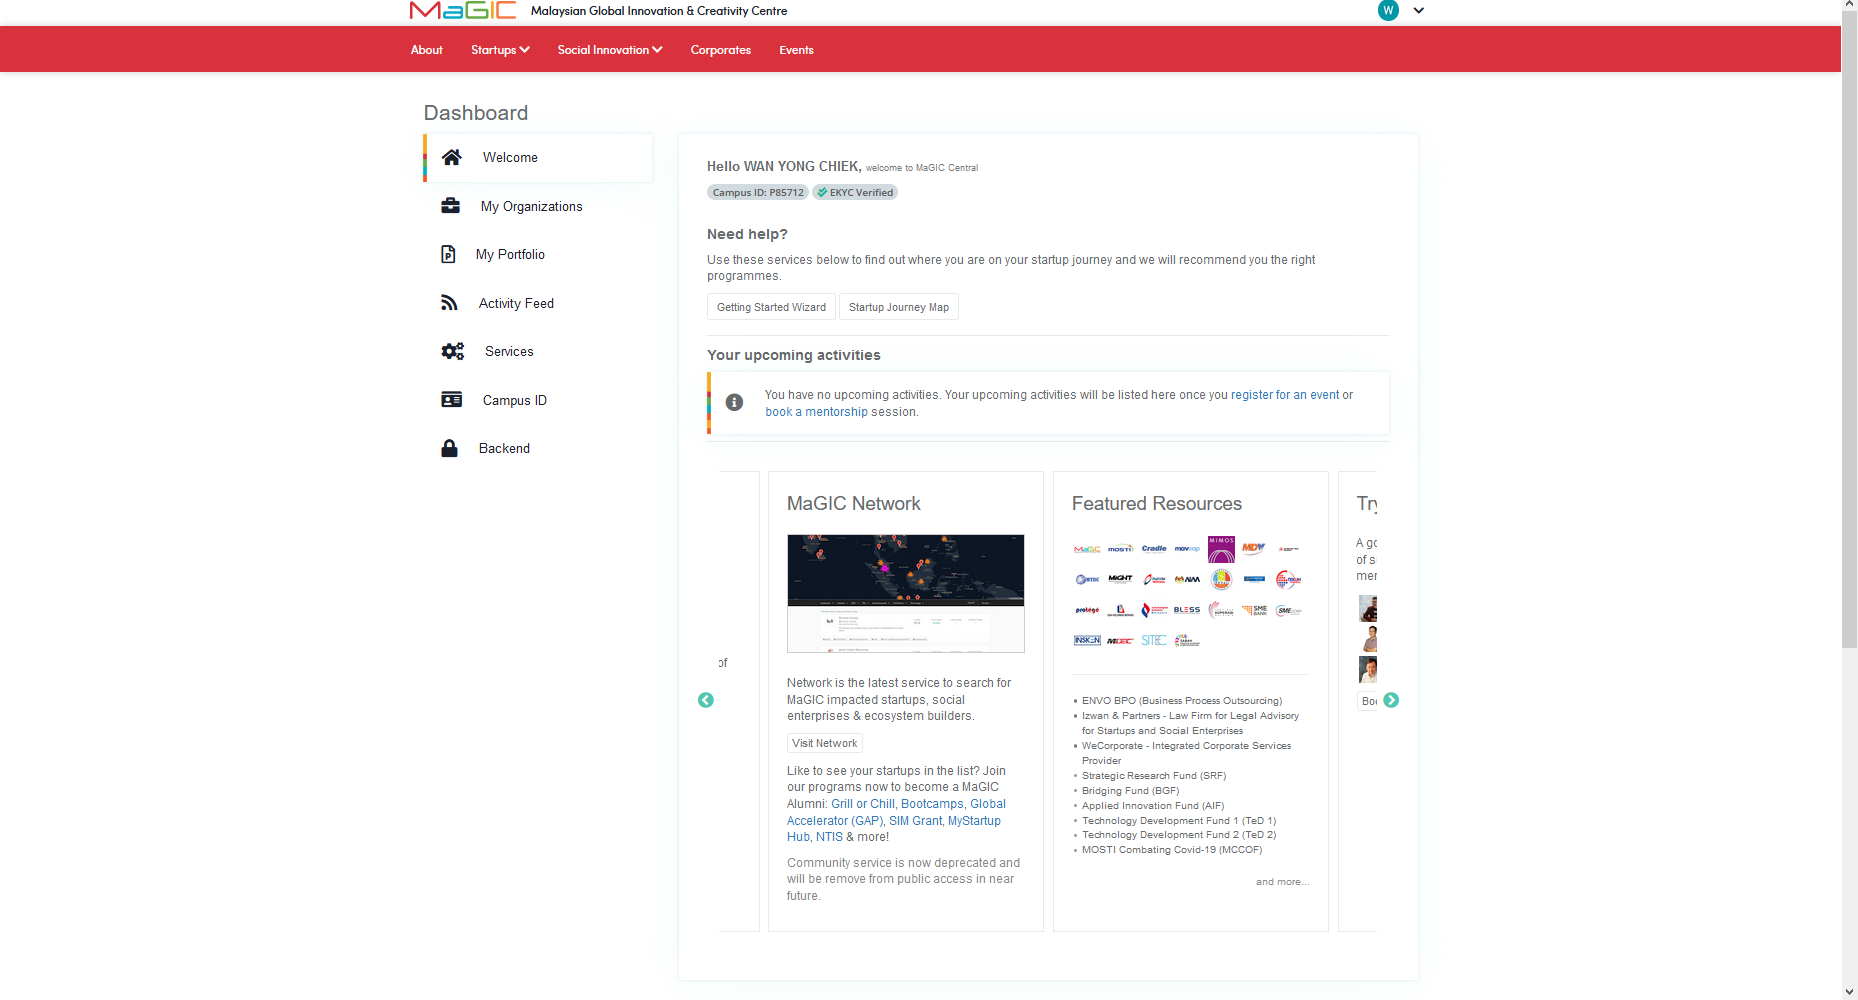 MaGIC Malaysian Global Innovation & Creativity Centre
W
About Startups Social Innovation Corporates Events
Dashboard
Welcome
My Organizations
My Portfolio
Activity Feed
Services
Campus ID
Backend
Hello WAN YONG CHIEK, welcome to MaGIC Central
Campus ID: P85712 EKYC Verified
Need help?
Use these services below to find out where you are on your startup journey and we will recommend you the right
programmes.
Getting Started Wizard Startup Journey Map
Your upcoming activities
You have no upcoming activities. Your upcoming activities will be listed here once you register for an event or
book a mentorship session.
of
MaGIC Network
Network is the latest service to search for
MaGIC impacted startups, social
enterprises & ecosystem builders.
Visit Network
Like to see your startups in the list? Join
our programs now to become a MaGIC
Alumni: Grill or Chill, Bootcamps, Global
Accelerator (GAP), SIM Grant, MyStartup
Hub, NTIS & more!
Community service is now deprecated and
will be remove from public access in near
future.
Featured Resources
MaGIC MOSTI Cradle mavcap MIMOS MDV
MIGHT
protégé BLESS SME BANK SME CORP
INSKEN MTEC SITEC
ENVO BPO (Business Process Outsourcing)
Izwan & Partners - Law Firm for Legal Advisory
for Startups and Social Enterprises
WeCorporate - Integrated Corporate Services
Provider
Strategic Research Fund (SRF)
Bridging Fund (BGF)
Applied Innovation Fund (AIF)
Technology Development Fund 1 (TeD 1)
Technology Development Fund 2 (TeD 2)
MOSTI Combating Covid-19 (MCCOF)
and more...
Try
A go
of s
mer
Boo